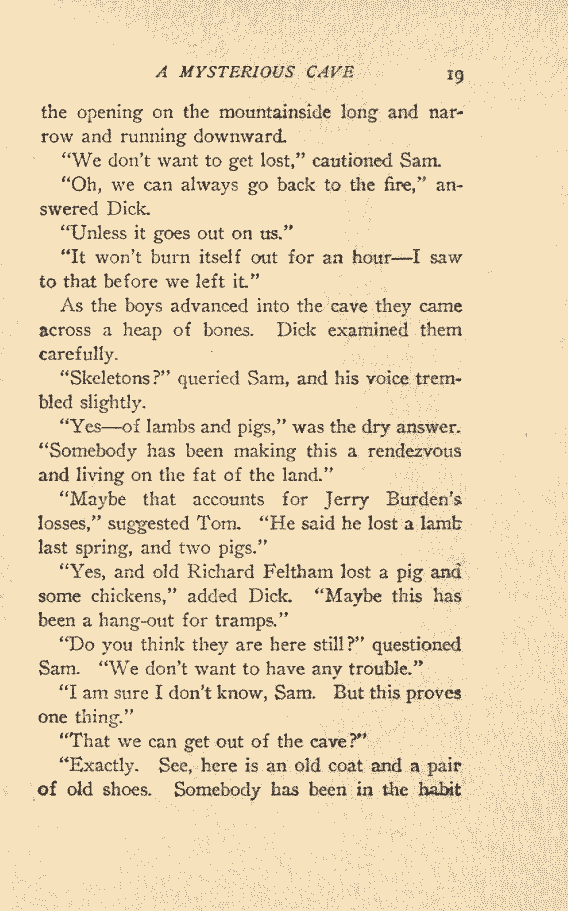 A MYSTERIOUS CAVE 19
the opening on the mountainside long and nar-
row and running downward.
“We don’t want to get lost,” cautioned Sam.
“Oh, we can always go back to the fire,” an-
swered Dick.
“Unless it goes out on us.”
“It won’t burn itself out for an hour—I saw
to that before we left it.”
As the boys advanced into the cave they came
across a heap of bones. Dick examined them
carefully.
“Skeletons?” queried Sam, and his voice trem-
bled slightly.
“Yes—of lambs and pigs,” was the dry answer.
“Somebody has been making this a rendezvous
and living on the fat of the land.”
“Maybe that accounts for Jerry Burden’s
losses,” suggested Tom. “He said he lost a lamb
last spring, and two pigs.”
“Yes, and old Richard Feltham lost a pig and
some chickens,” added Dick. “Maybe this has
been a hang-out for tramps.”
“Do you think they are here still?” questioned
Sam. “We don’t want to have any trouble.”
“I am sure I don’t know, Sam. But this proves
one thing.”
“That we can get out of the cave?”
“Exactly. See, here is an old coat and a pair
of old shoes. Somebody has been in the habit